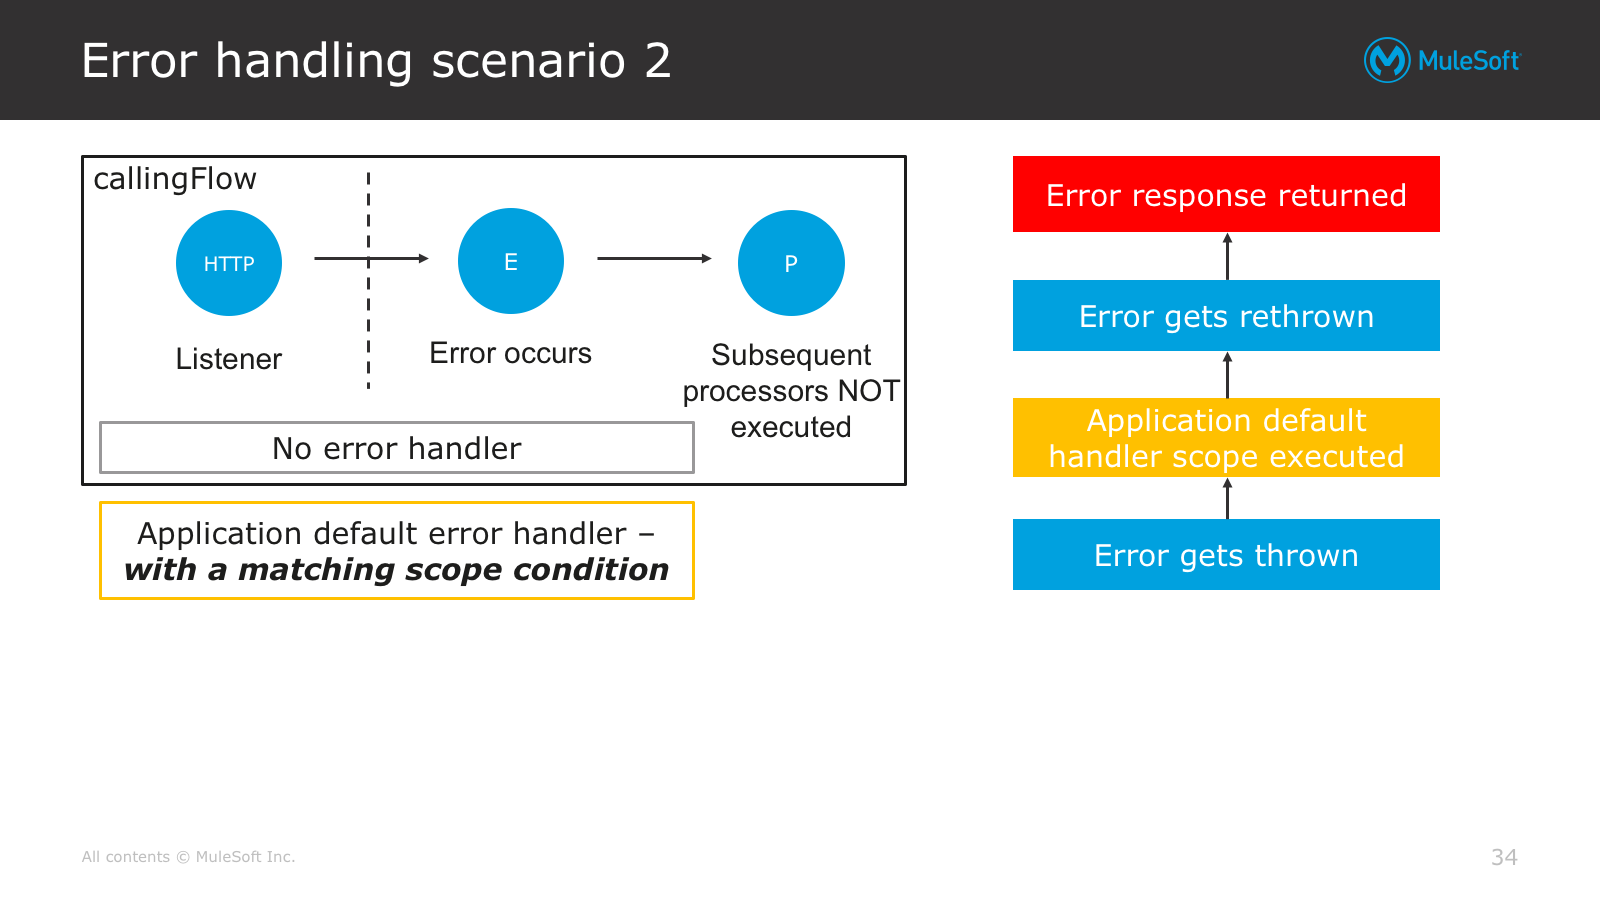 Error handling scenario 2
MuleSoft
callingFlow
HTTP
E
P
Listener
Error occurs
Subsequent
processors NOT
executed
No error handler
Application default error handler –
with a matching scope condition
Error response returned
Error gets rethrown
Application default
handler scope executed
Error gets thrown
All contents © MuleSoft Inc.
34